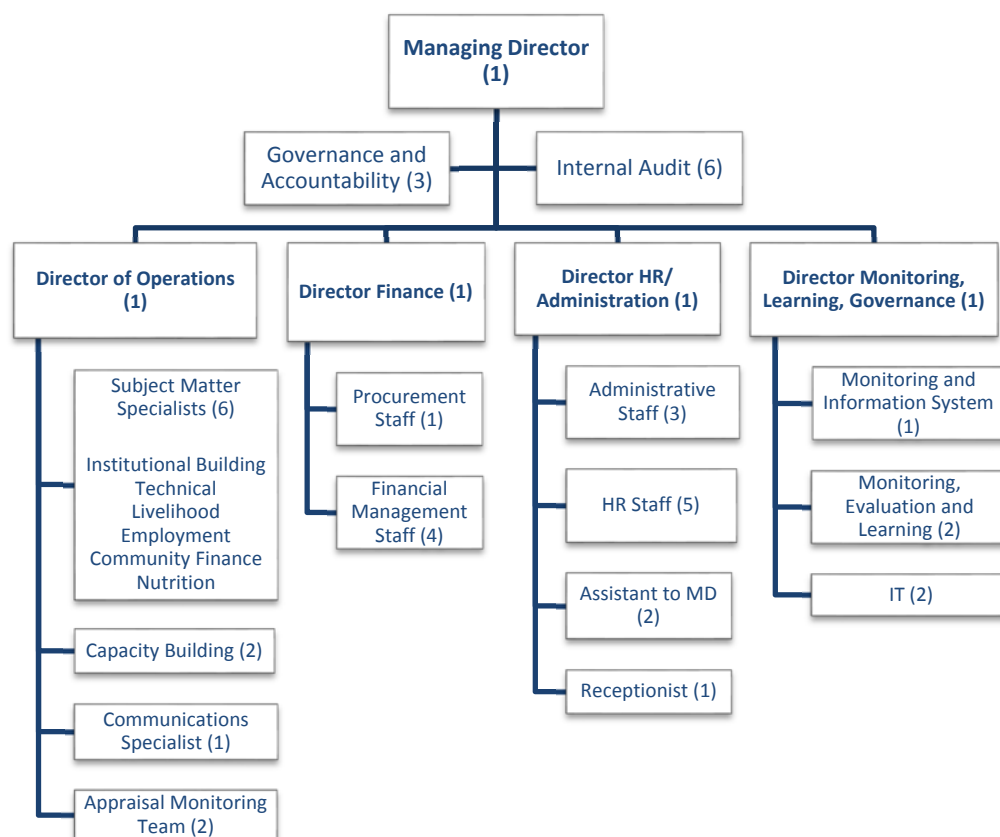 Managing Director
(1)
Governance and
Accountability (3)
Internal Audit (6)
Director of Operations
(1)
Director Finance (1)
Director HR/
Administration (1)
Director Monitoring,
Learning, Governance (1)
Subject Matter
Specialists (6)
Institutional Building
Technical
Livelihood
Employment
Community Finance
Nutrition
Capacity Building (2)
Communications
Specialist (1)
Appraisal Monitoring
Team (2)
Procurement
Staff (1)
Financial
Management
Staff (4)
Administrative
Staff (3)
HR Staff (5)
Assistant to MD
(2)
Receptionist (1)
Monitoring and
Information System
(1)
Monitoring,
Evaluation and
Learning (2)
IT (2)